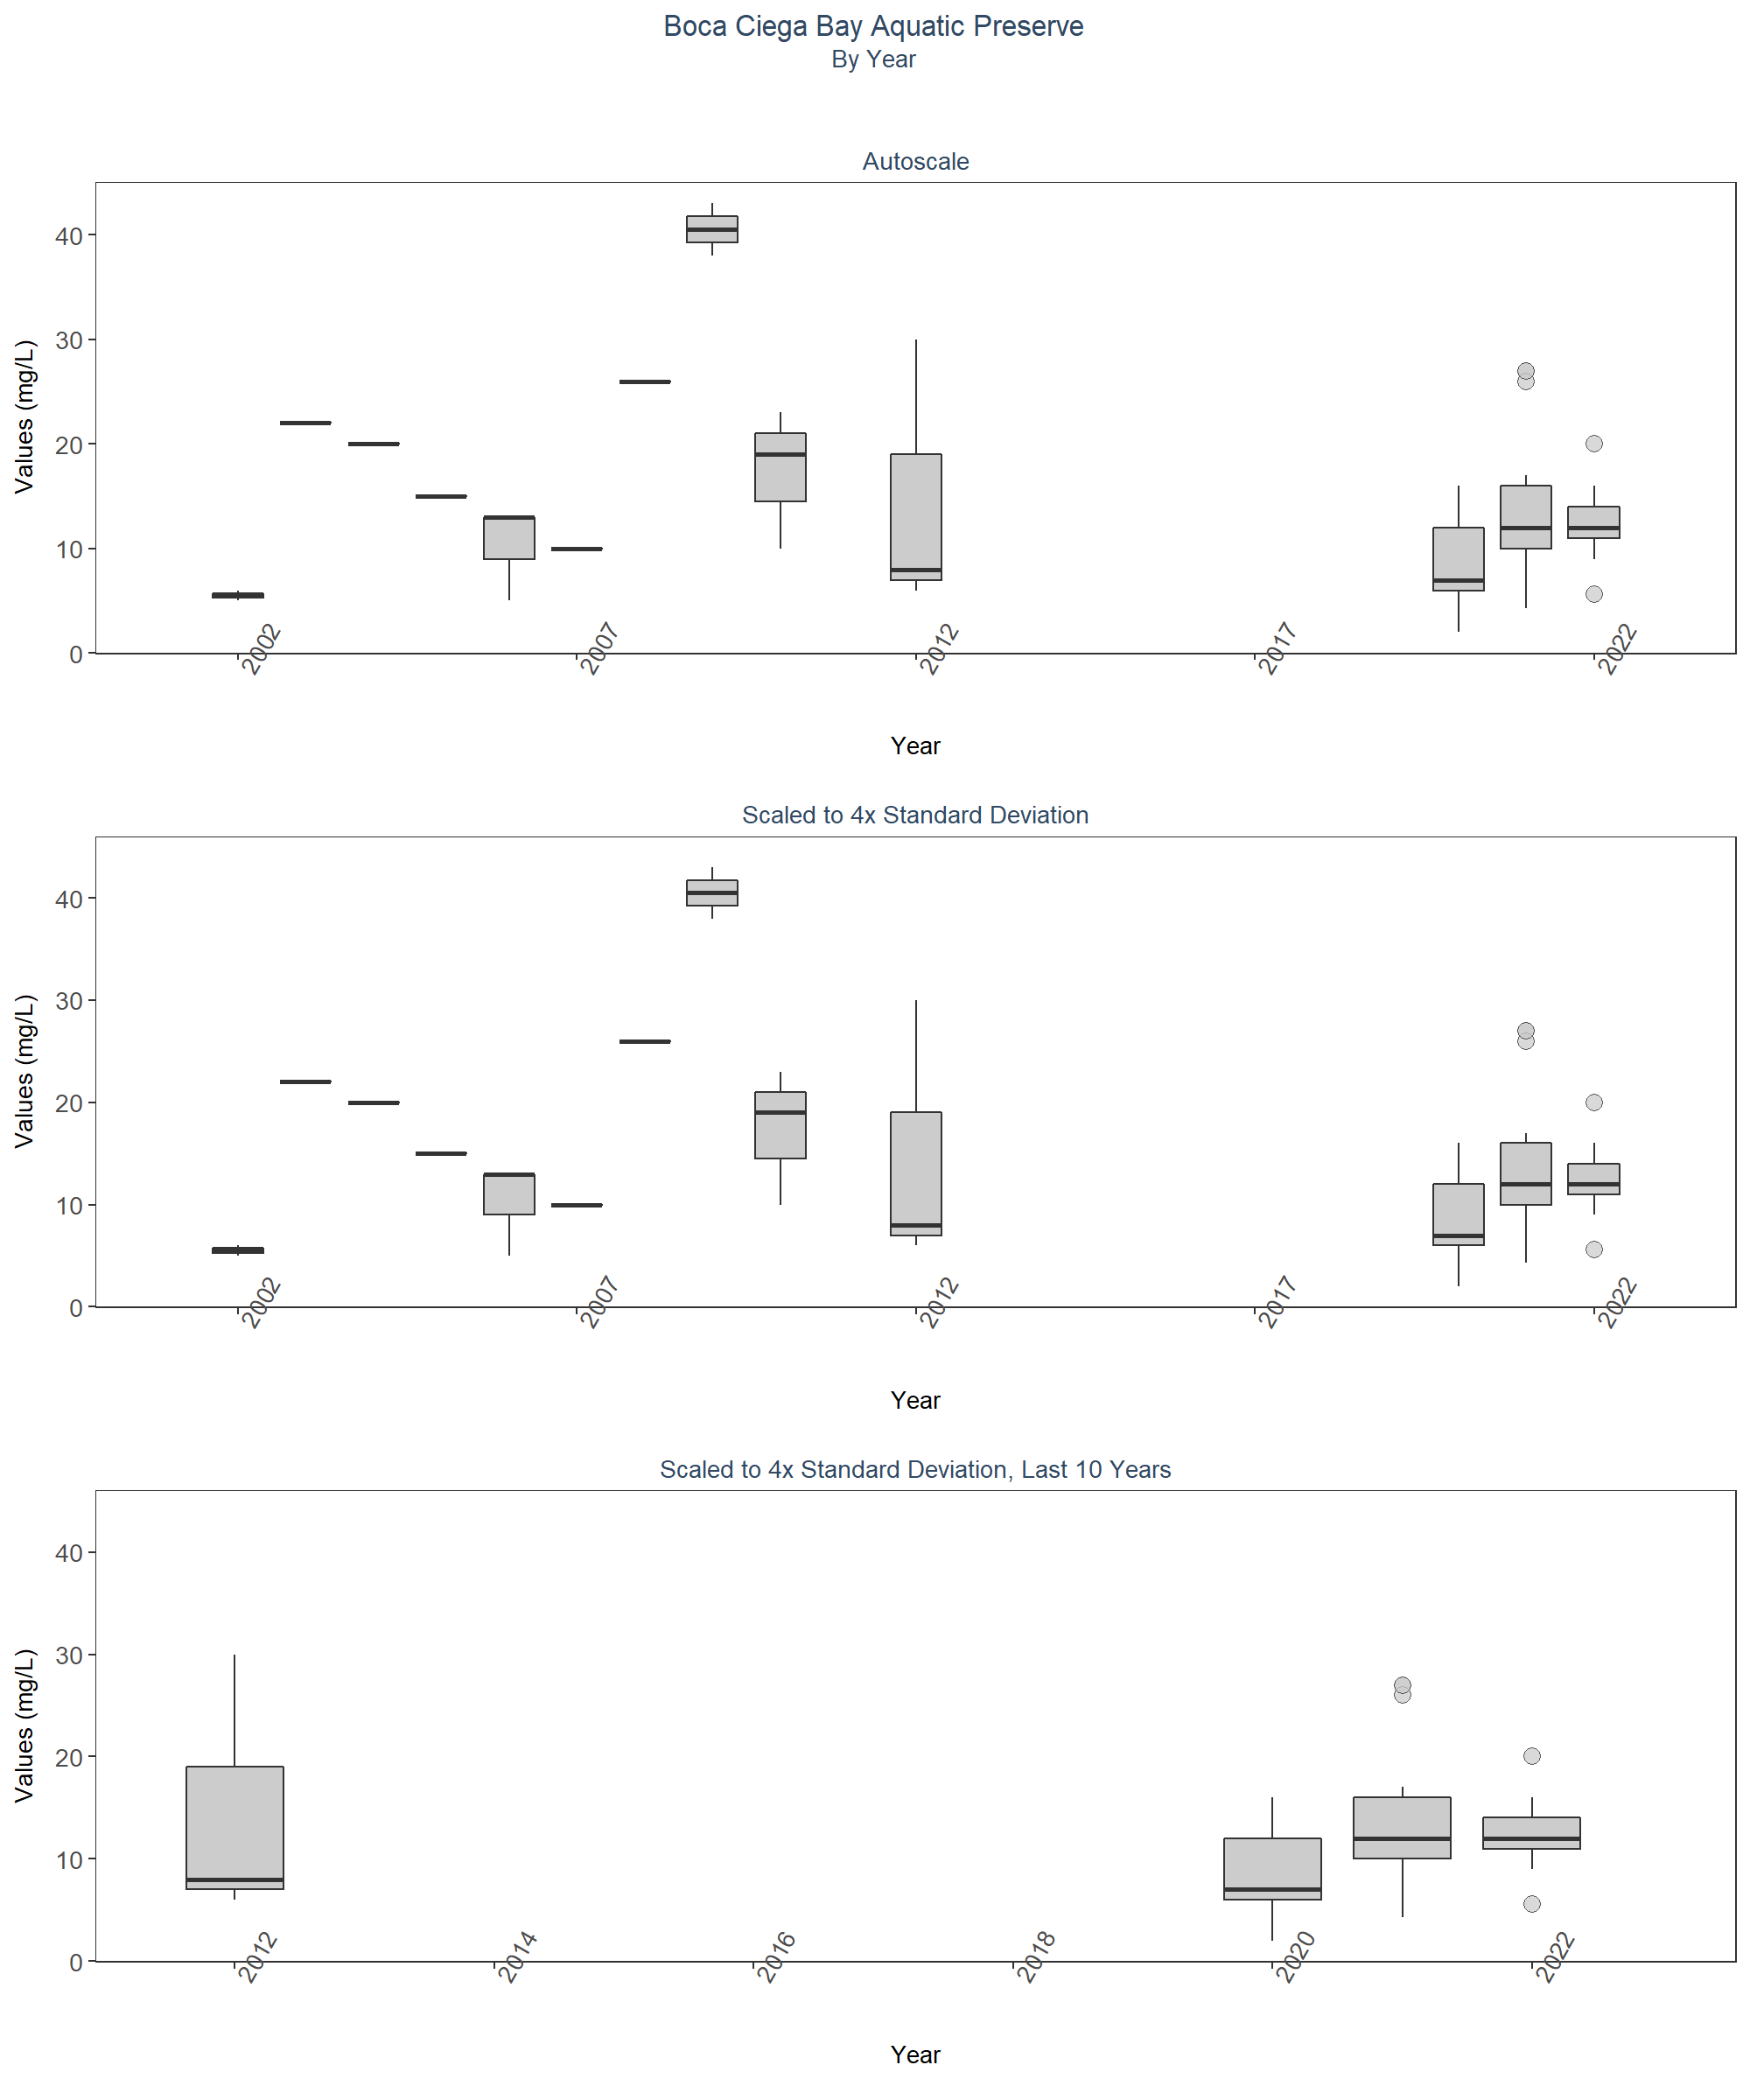 Boca Ciega Bay Aquatic Preserve
By Year
Autoscale
Values (mg/L)
40
30
20
10
0
2002
2007
2012
2017
2022
Year
Scaled to 4x Standard Deviation
Values (mg/L)
40
30
20
10
0
2002
2007
2012
2017
2022
Year
Scaled to 4x Standard Deviation, Last 10 Years
Values (mg/L)
40
30
20
10
0
2012
2014
2016
2018
2020
2022
Year